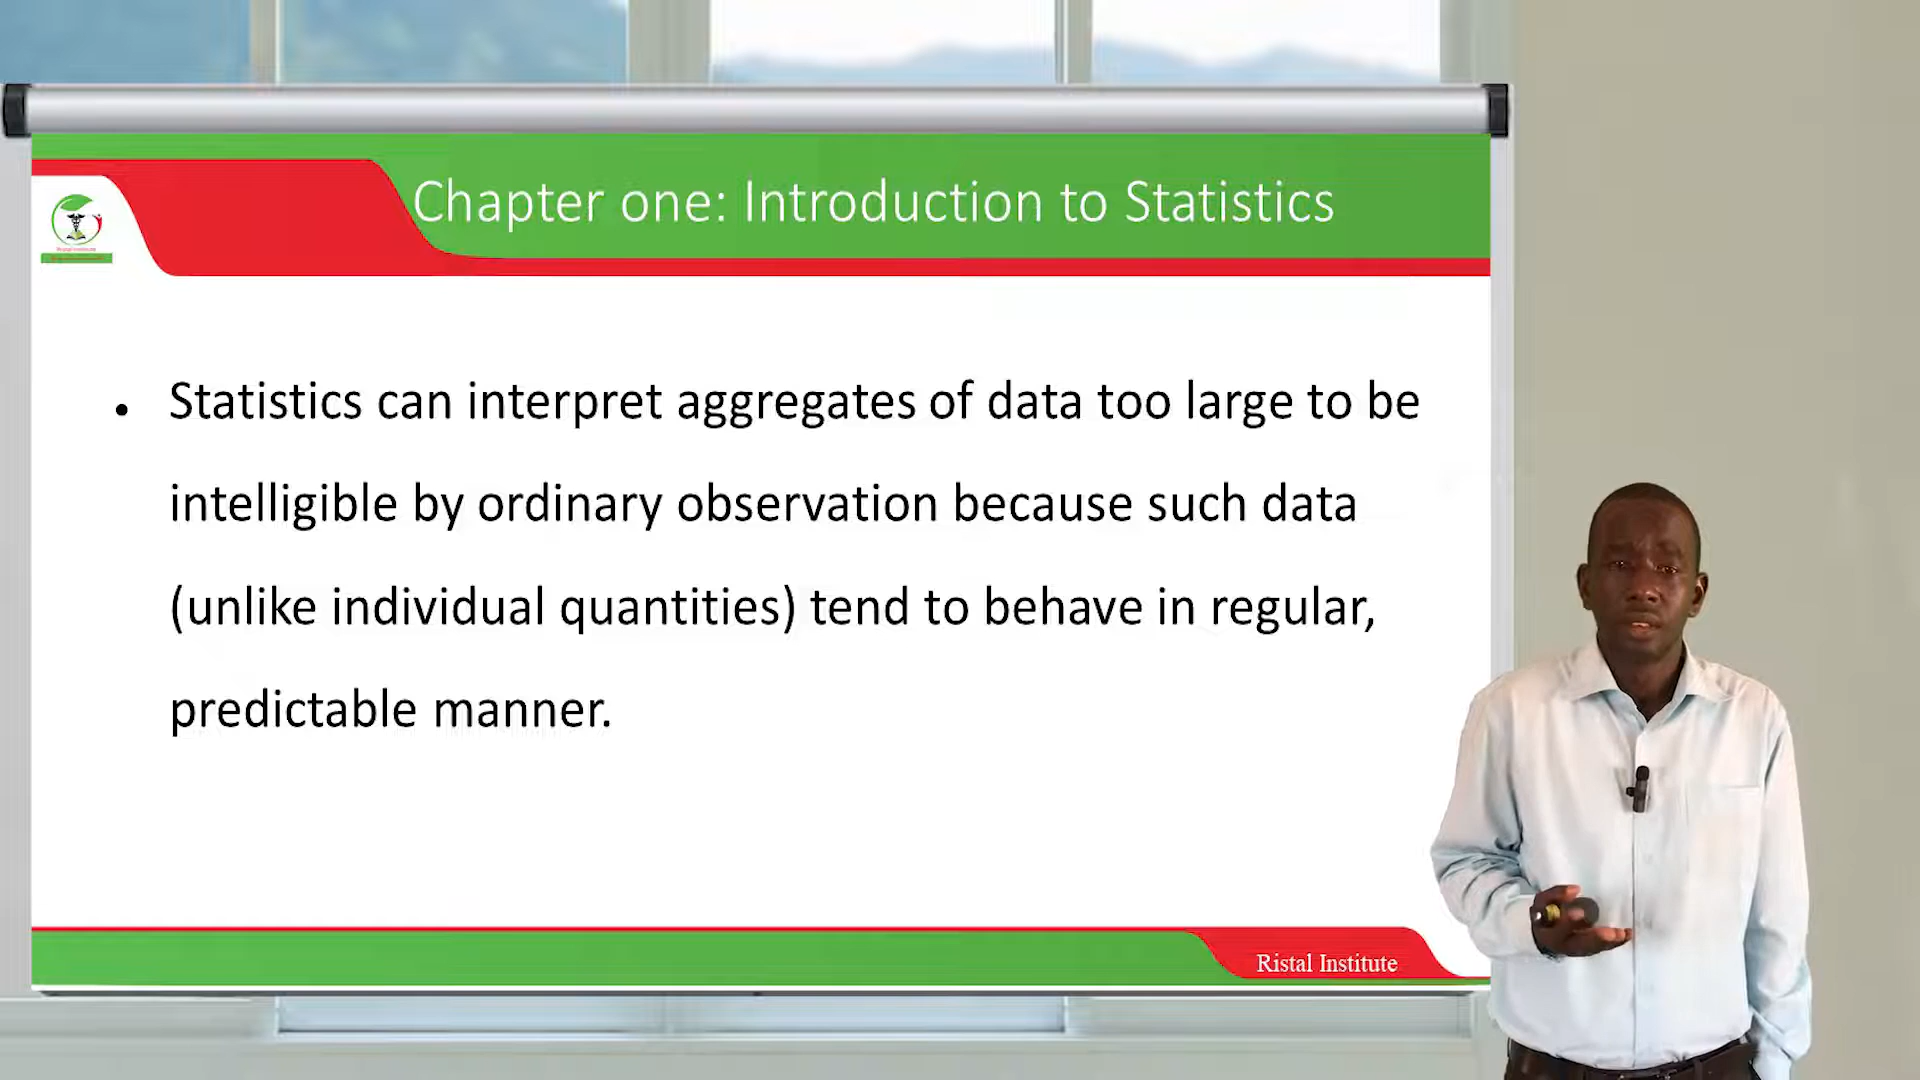 Chapter one: Introduction to Statistics
• Statistics can interpret aggregates of data too large to be
intelligible by ordinary observation because such data
(unlike individual quantities) tend to behave in regular,
predictable manner.
Ristal Institute